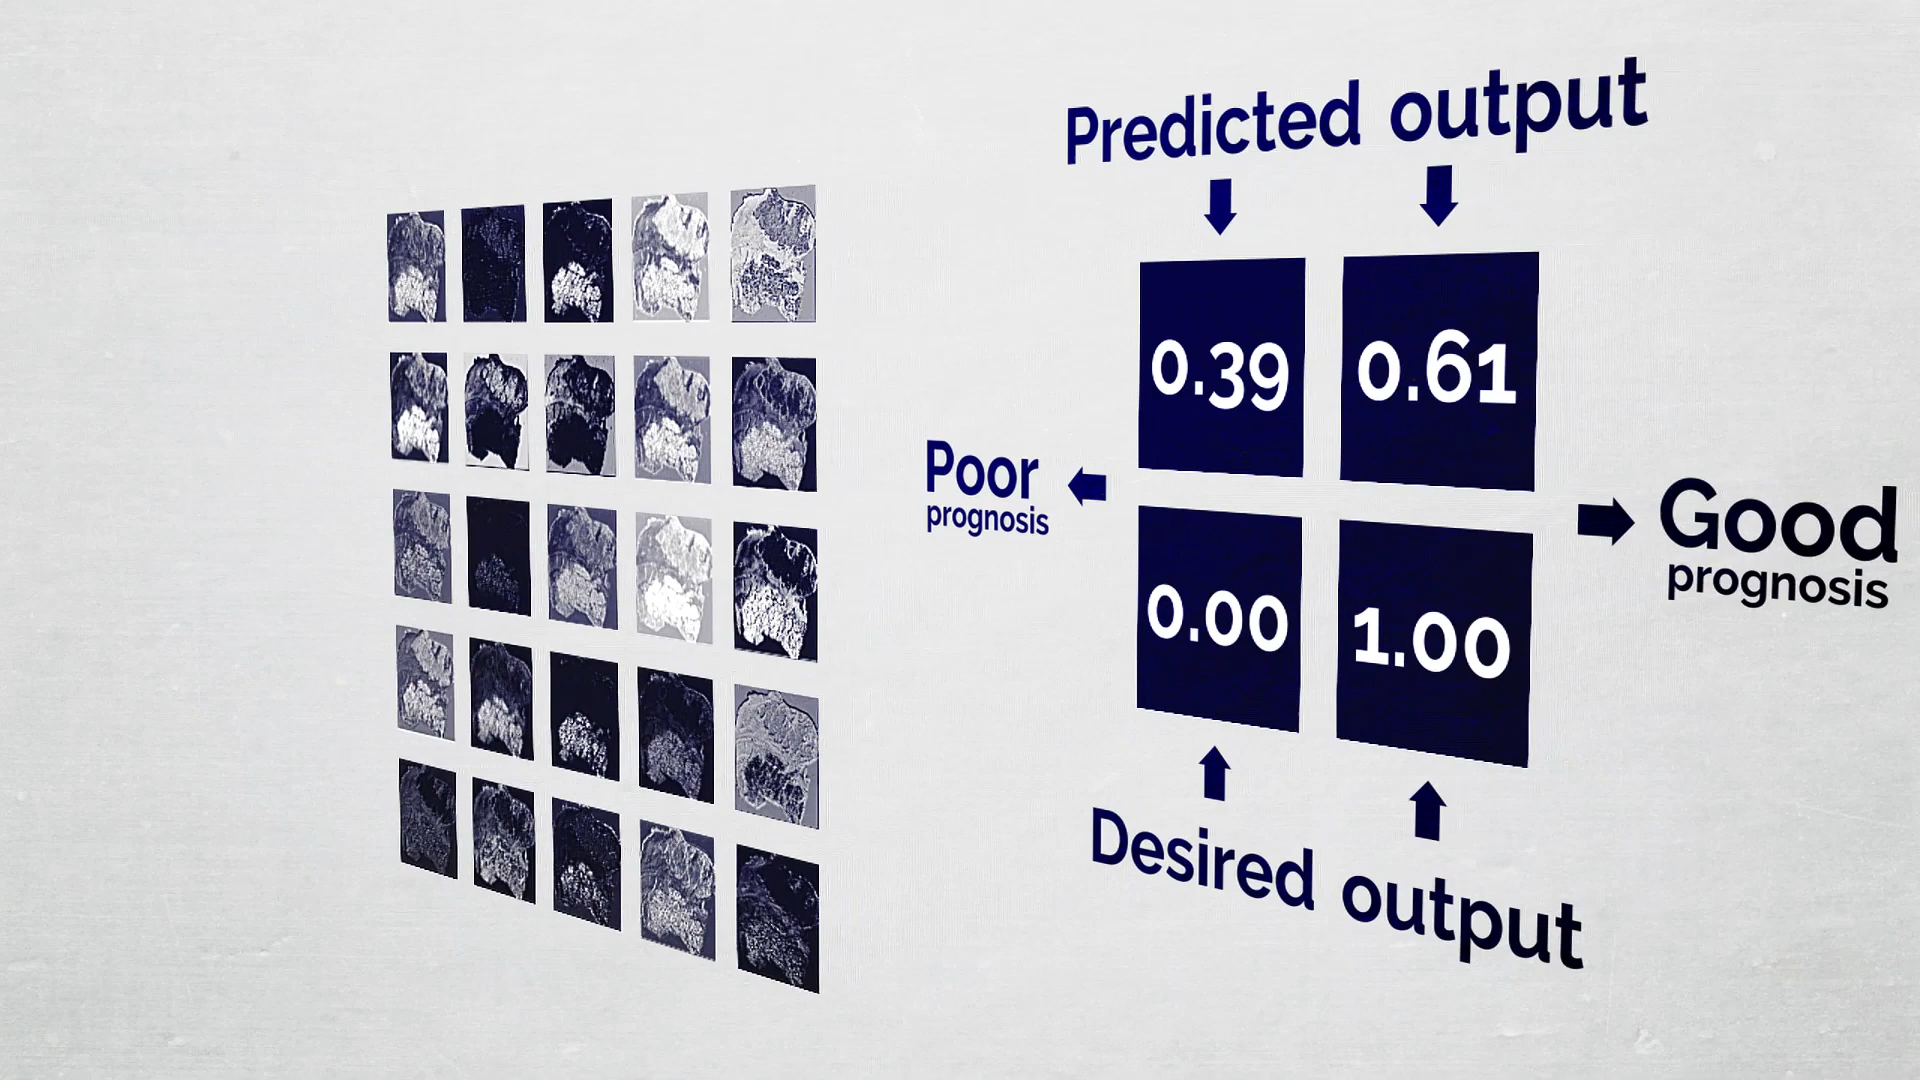 Predicted output
0.39 0.61
Poor
prognosis
Good
prognosis
0.00 1.00
Desired output